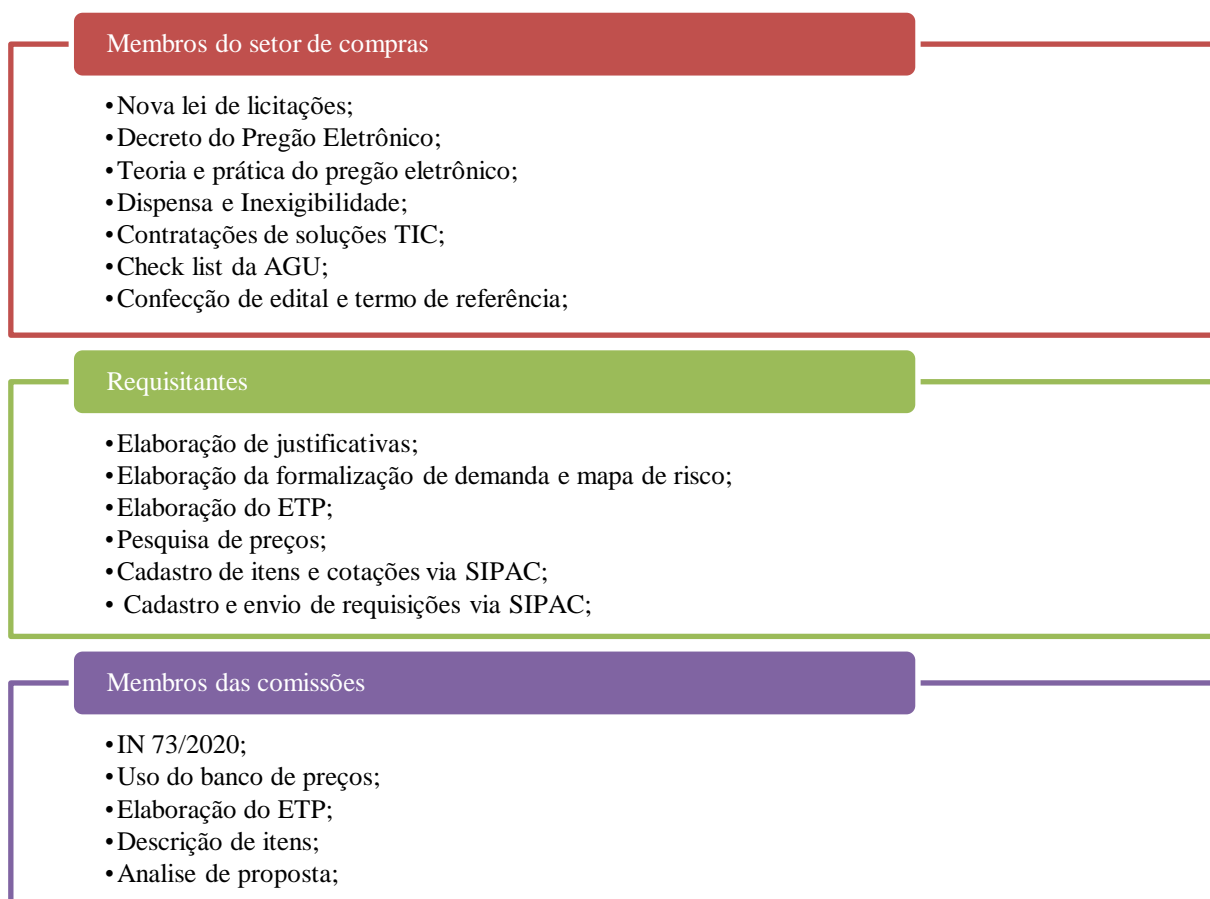 Membros do setor de compras
•Nova lei de licitações;
•Decreto do Pregão Eletrônico;
•Teoria e prática do pregão eletrônico;
•Dispensa e Inexigibilidade;
•Contratações de soluções TIC;
•Check list da AGU;
•Confecção de edital e termo de referência;
Requisitantes
•Elaboração de justificativas;
•Elaboração da formalização de demanda e mapa de risco;
•Elaboração do ETP;
•Pesquisa de preços;
•Cadastro de itens e cotações via SIPAC;
• Cadastro e envio de requisições via SIPAC;
Membros das comissões
•IN 73/2020;
•Uso do banco de preços;
•Elaboração do ETP;
•Descrição de itens;
•Analise de proposta;